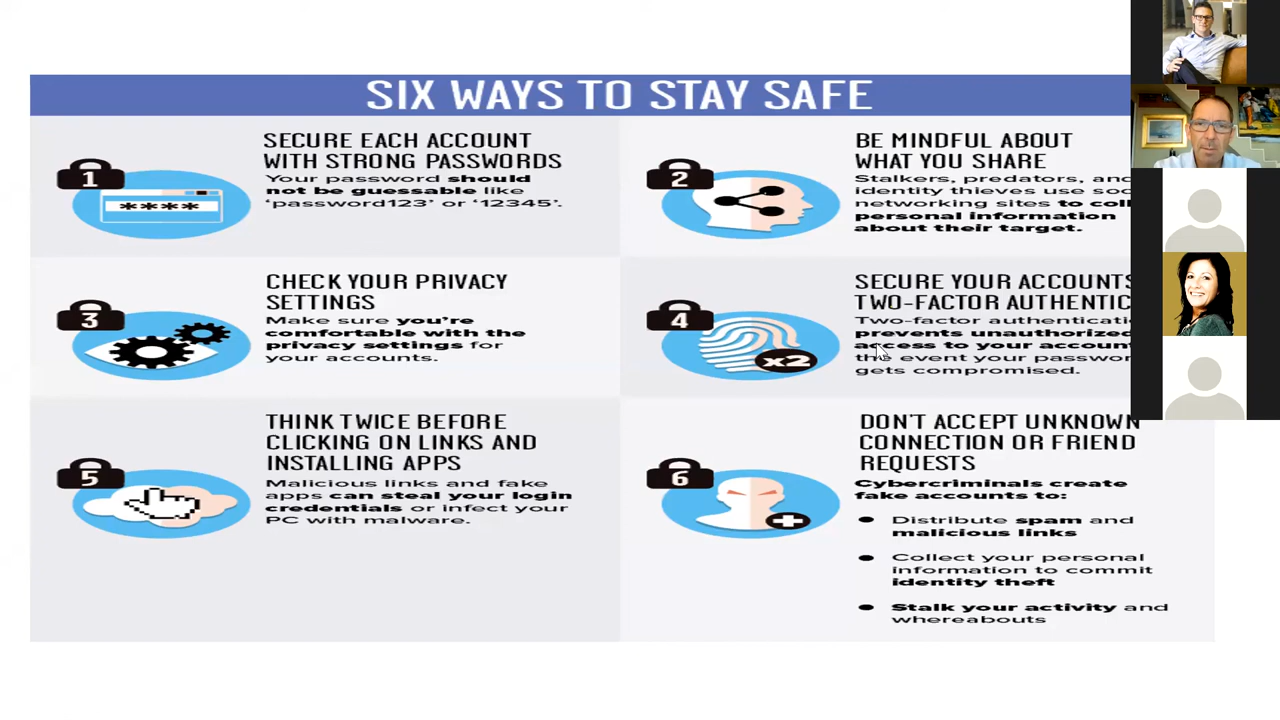 SIX WAYS TO STAY SAFE
1
SECURE EACH ACCOUNT
WITH STRONG PASSWORDS
Your password should
not be guessable like
‘password123’ or ‘12345’.
****
2
BE MINDFUL ABOUT
WHAT YOU SHARE
Stalkers, predators, and
identity thieves use
networking sites to
personal information
about their target.
3
CHECK YOUR PRIVACY
SETTINGS
Make sure you're
comfortable with the
privacy settings for
your accounts.
4
SECURE YOUR ACCOUNTS
TWO-FACTOR
x2
Two-factor
prevents unauthorized
access to your
the event your
gets compromised.
5
THINK TWICE BEFORE
CLICKING ON LINKS AND
INSTALLING APPS
Malicious links and fake
apps can steal your login
credentials or infect your
PC with malware.
6
DON'T ACCEPT UNKNOWN
CONNECTION OR FRIEND
REQUESTS
Cybercriminals create
fake accounts to:
● Distribute spam and
malicious links
● Collect your personal
information to commit
identity theft
● Stalk your activity and
whereabouts